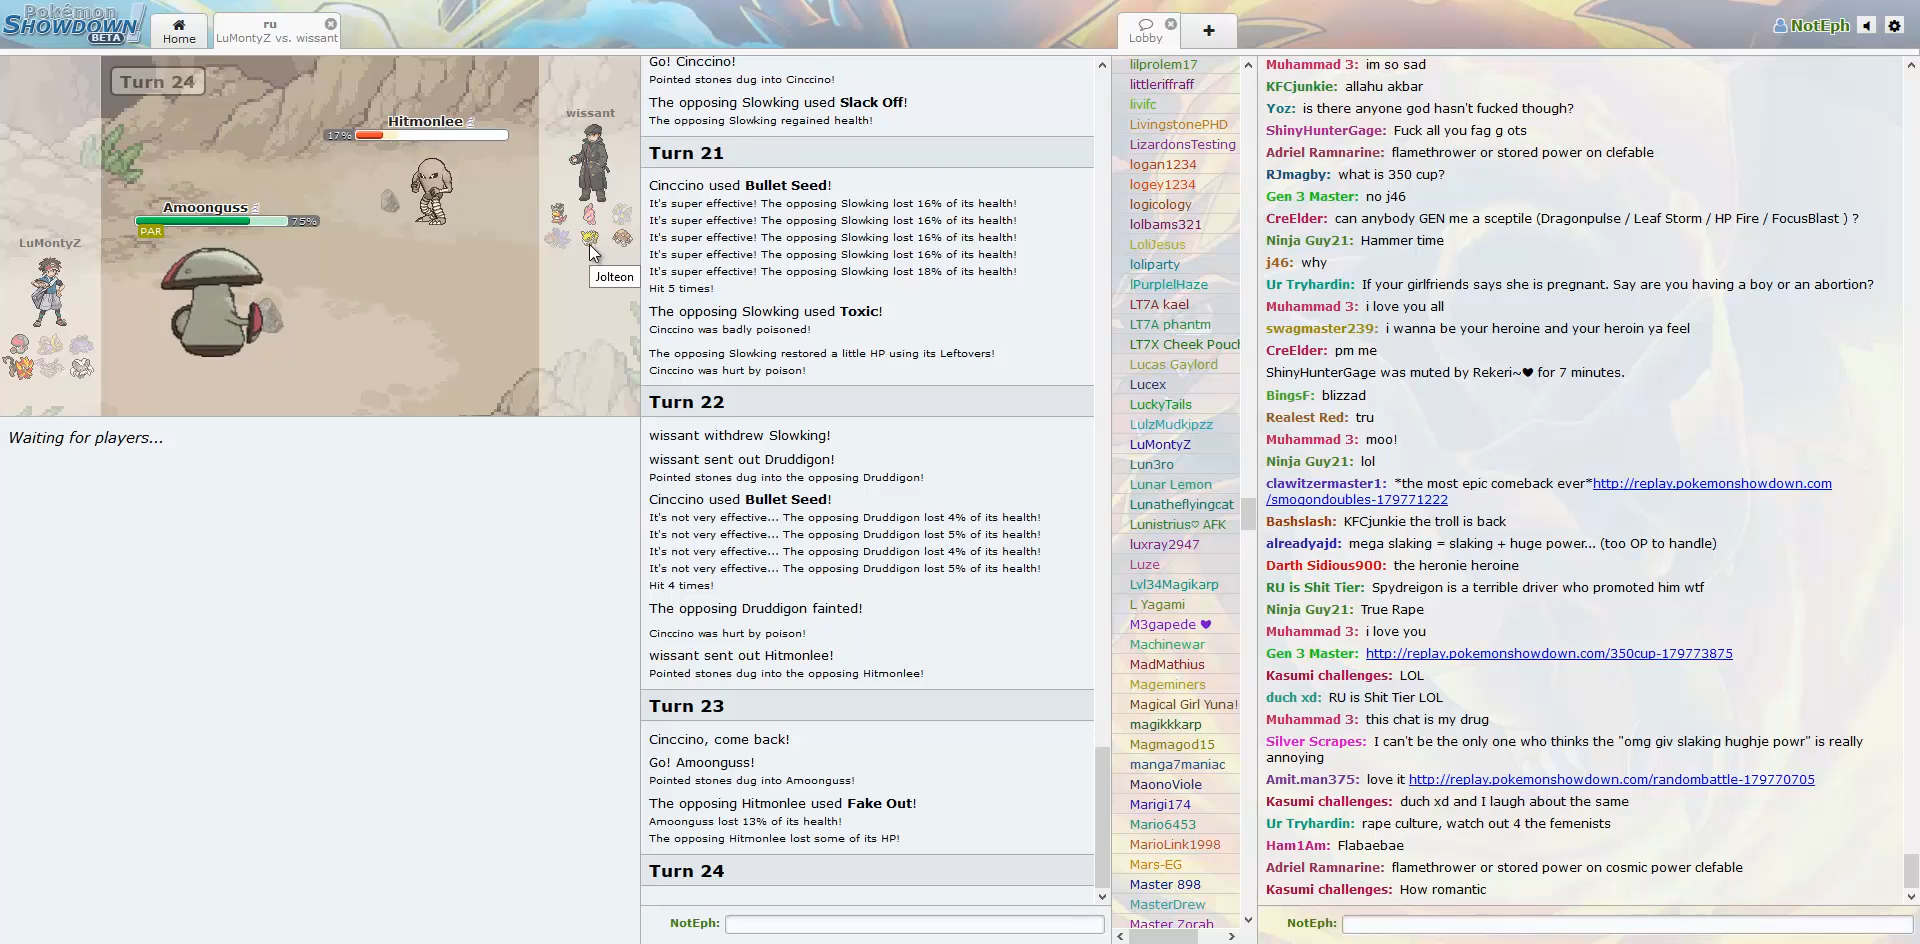 Pokémon
SHOWDOWN!
BETA
Home
ru
LuMontyZ vs. wissant
Lobby
+
NotEph
Turn 24
wissant
Hitmonlee
17%
Amoonguss
75%
PAR
LuMontyZ
Jolteon
Waiting for players...
Go! Cinccino!
Pointed stones dug into Cinccino!
The opposing Slowking used Slack Off!
The opposing Slowking regained health!
Turn 21
Cinccino used Bullet Seed!
It's super effective! The opposing Slowking lost 16% of its health!
It's super effective! The opposing Slowking lost 16% of its health!
It's super effective! The opposing Slowking lost 16% of its health!
It's super effective! The opposing Slowking lost 16% of its health!
It's super effective! The opposing Slowking lost 18% of its health!
Hit 5 times!
The opposing Slowking used Toxic!
Cinccino was badly poisoned!
The opposing Slowking restored a little HP using its Leftovers!
Cinccino was hurt by poison!
Turn 22
wissant withdrew Slowking!
wissant sent out Druddigon!
Pointed stones dug into the opposing Druddigon!
Cinccino used Bullet Seed!
It's not very effective... The opposing Druddigon lost 4% of its health!
It's not very effective... The opposing Druddigon lost 5% of its health!
It's not very effective... The opposing Druddigon lost 4% of its health!
It's not very effective... The opposing Druddigon lost 5% of its health!
Hit 4 times!
The opposing Druddigon fainted!
Cinccino was hurt by poison!
wissant sent out Hitmonlee!
Pointed stones dug into the opposing Hitmonlee!
Turn 23
Cinccino, come back!
Go! Amoonguss!
Pointed stones dug into Amoonguss!
The opposing Hitmonlee used Fake Out!
Amoonguss lost 13% of its health!
The opposing Hitmonlee lost some of its HP!
Turn 24
NotEph:
lilprolem17
littleriffraff
livifc
LivingstonePHD
LizardonsTesting
logan1234
logey1234
logicology
lolbams321
LoliJesus
loliparty
lPurplelHaze
LT7A kael
LT7A phantm
LT7X Cheek Pouch
Lucas Gaylord
Lucex
LuckyTails
LulzMudkipzz
LuMontyZ
Lun3ro
Lunar Lemon
Lunatheflyingcat
Lunistrius♡ AFK
luxray2947
Luze
Lvl34Magikarp
L Yagami
M3gapede ♥
Machinewar
MadMathius
Mageminers
Magical Girl Yuna!
magikkkarp
Magmagod15
manga7maniac
MaonoViole
Marigi174
Mario6453
MarioLink1998
Mars-EG
Master 898
MasterDrew
Master Zorah
Muhammad 3: im so sad
KFCjunkie: allahu akbar
Yoz: is there anyone god hasn't fucked though?
ShinyHunterGage: Fuck all you fag g ots
Adriel Ramnarine: flamethrower or stored power on clefable
RJmagby: what is 350 cup?
Gen 3 Master: no j46
CreElder: can anybody GEN me a sceptile (Dragonpulse / Leaf Storm / HP Fire / FocusBlast ) ?
Ninja Guy21: Hammer time
j46: why
Ur Tryhardin: If your girlfriends says she is pregnant. Say are you having a boy or an abortion?
Muhammad 3: i love you all
swagmaster239: i wanna be your heroine and your heroin ya feel
CreElder: pm me
ShinyHunterGage was muted by Rekeri~♥ for 7 minutes.
BingsF: blizzad
Realest Red: tru
Muhammad 3: moo!
Ninja Guy21: lol
clawitzermaster1: *the most epic comeback ever*http://replay.pokemonshowdown.com
/smogondoubles-179771222
Bashslash: KFCjunkie the troll is back
alreadyajd: mega slaking = slaking + huge power... (too OP to handle)
Darth Sidious900: the heronie heroine
RU is Shit Tier: Spydreigon is a terrible driver who promoted him wtf
Ninja Guy21: True Rape
Muhammad 3: i love you
Gen 3 Master: http://replay.pokemonshowdown.com/350cup-179773875
Kasumi challenges: LOL
duch xd: RU is Shit Tier LOL
Muhammad 3: this chat is my drug
Silver Scrapes: I can't be the only one who thinks the "omg giv slaking hughje powr" is really
annoying
Amit.man375: love it http://replay.pokemonshowdown.com/randombattle-179770705
Kasumi challenges: duch xd and I laugh about the same
Ur Tryhardin: rape culture, watch out 4 the femenists
Ham1Am: Flabaebae
Adriel Ramnarine: flamethrower or stored power on cosmic power clefable
Kasumi challenges: How romantic
NotEph: